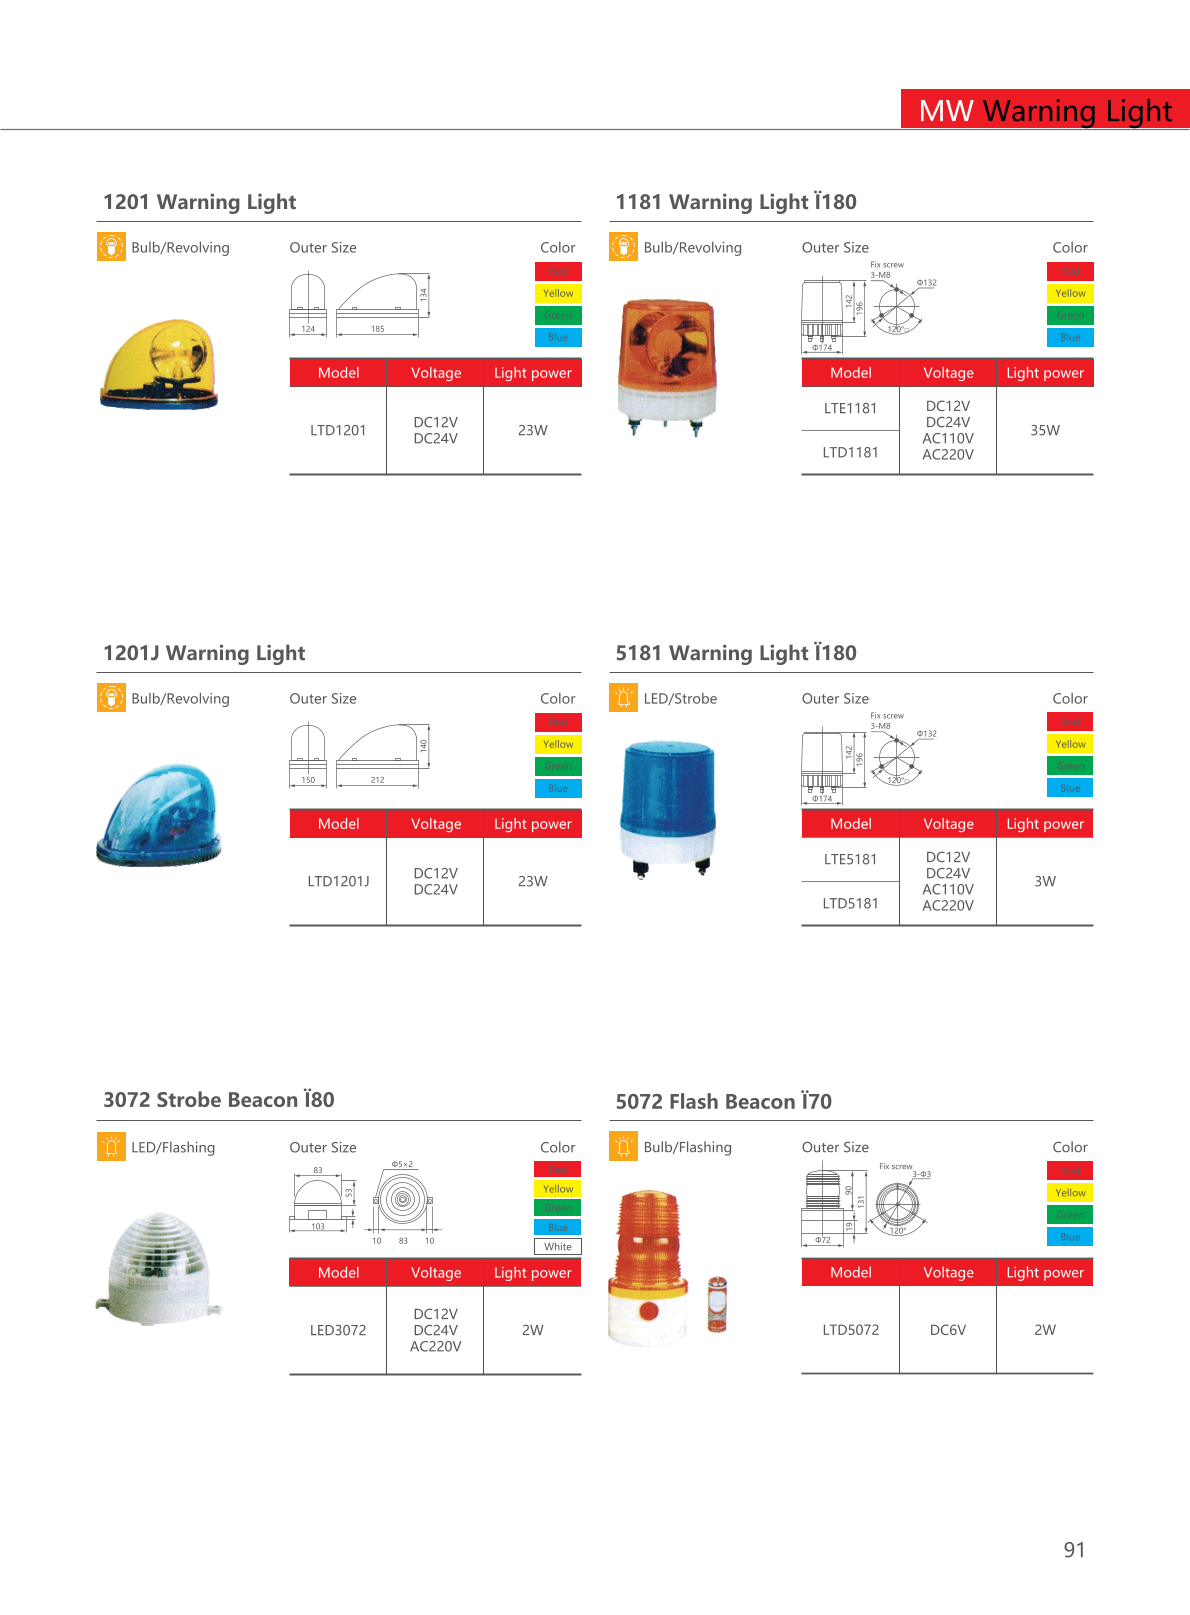 MW Warning Light
1201 Warning Light
Bulb/Revolving
Outer Size
Color
Red
Yellow
Green
Blue
134
124
185
Model
Voltage
Light power
LTD1201
DC12V
DC24V
23W
1181 Warning Light Ï180
Bulb/Revolving
Outer Size
Color
Fix screw
3-M8
Φ132
142
196
120°
Φ174
Red
Yellow
Green
Blue
Model
Voltage
Light power
LTE1181
LTD1181
DC12V
DC24V
AC110V
AC220V
35W
1201J Warning Light
Bulb/Revolving
Outer Size
Color
Red
Yellow
Green
Blue
140
150
212
Model
Voltage
Light power
LTD1201J
DC12V
DC24V
23W
5181 Warning Light Ï180
LED/Strobe
Outer Size
Color
Fix screw
3-M8
Φ132
142
196
120°
Φ174
Red
Yellow
Green
Blue
Model
Voltage
Light power
LTE5181
LTD5181
DC12V
DC24V
AC110V
AC220V
3W
3072 Strobe Beacon Ï80
LED/Flashing
Outer Size
Color
83
Φ5×2
53
103
10
83
10
Red
Yellow
Green
Blue
White
Model
Voltage
Light power
LED3072
DC12V
DC24V
AC220V
2W
5072 Flash Beacon Ï70
Bulb/Flashing
Outer Size
Color
Fix screw
3-Φ3
90
131
19
120°
Φ72
Red
Yellow
Green
Blue
Model
Voltage
Light power
LTD5072
DC6V
2W
91